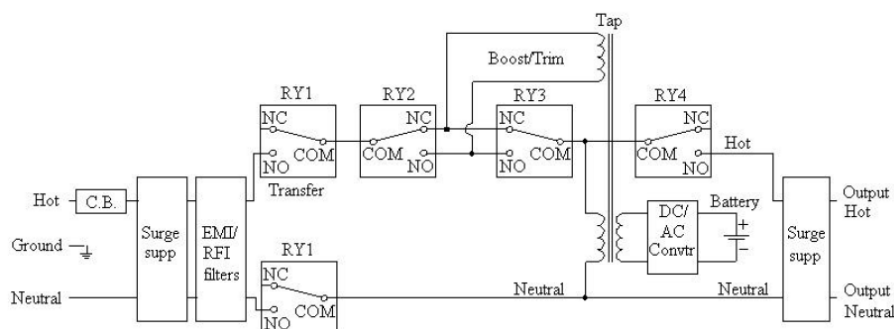 Tap
Boost/Trim
RY1
RY2
RY3
RY4
NC
NC
NC
NC
COM
COM
COM
COM
NO
NO
NO
NO
Hot
Transfer
Hot
C.B.
Surge
supp
EMI/
RFI
filters
Ground
Neutral
RY1
NC
COM
NO
Neutral
DC/
AC
Convtr
Battery
+
−
Neutral
Surge
supp
Output
Hot
Output
Neutral